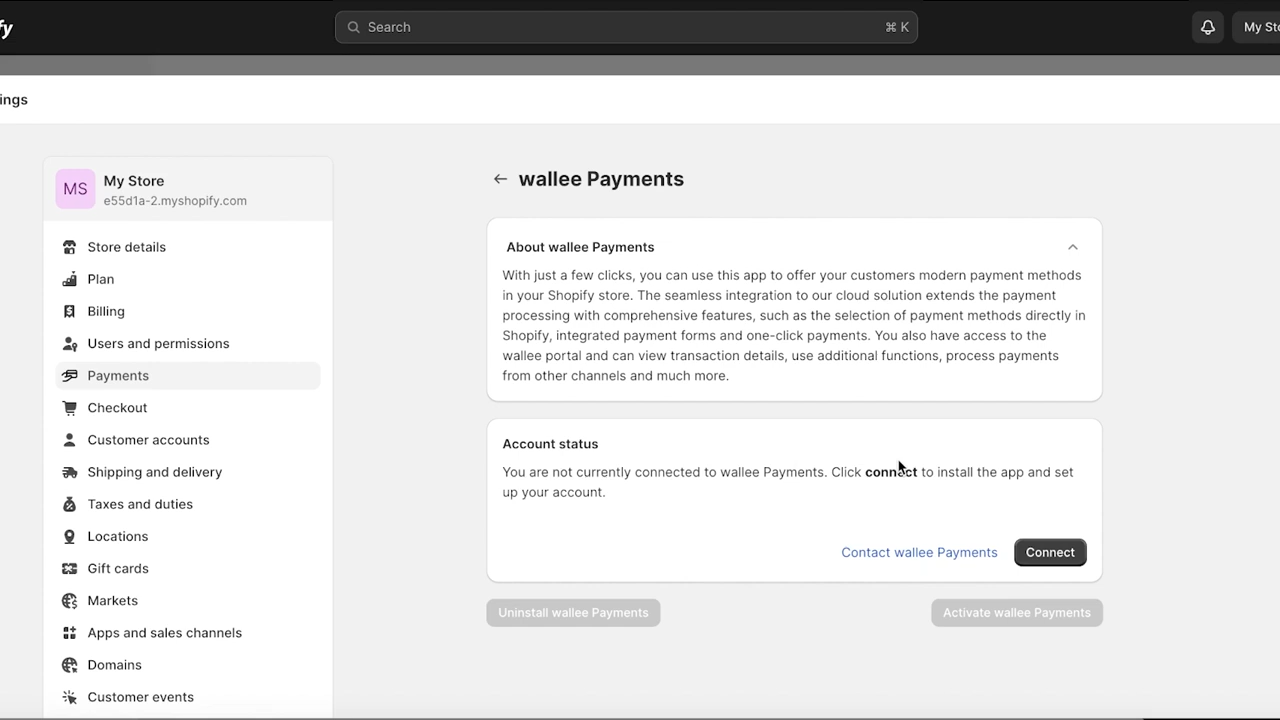 fy
Search
⌘ K
My Sto
ings
MS
My Store
e55d1a-2.myshopify.com
Store details
Plan
Billing
Users and permissions
Payments
Checkout
Customer accounts
Shipping and delivery
Taxes and duties
Locations
Gift cards
Markets
Apps and sales channels
Domains
Customer events
← wallee Payments
About wallee Payments
With just a few clicks, you can use this app to offer your customers modern payment methods
in your Shopify store. The seamless integration to our cloud solution extends the payment
processing with comprehensive features, such as the selection of payment methods directly in
Shopify, integrated payment forms and one-click payments. You also have access to the
wallee portal and can view transaction details, use additional functions, process payments
from other channels and much more.
Account status
You are not currently connected to wallee Payments. Click connect to install the app and set
up your account.
Contact wallee Payments
Connect
Uninstall wallee Payments
Activate wallee Payments